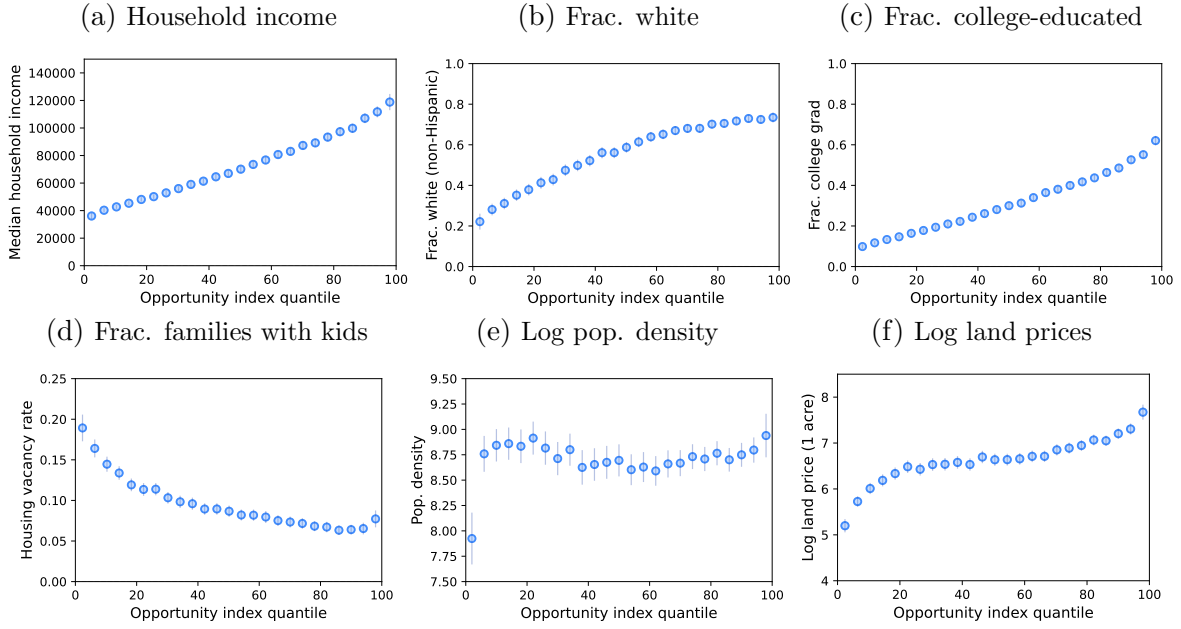 (a) Household income
Median household income
140000
120000
100000
80000
60000
40000
20000
0
0 20 40 60 80 100
Opportunity index quantile
(b) Frac. white
Frac. white (non-Hispanic)
1.0
0.8
0.6
0.4
0.2
0.0
0 20 40 60 80 100
Opportunity index quantile
(c) Frac. college-educated
Frac. college grad
1.0
0.8
0.6
0.4
0.2
0.0
0 20 40 60 80 100
Opportunity index quantile
(d) Frac. families with kids
Housing vacancy rate
0.25
0.20
0.15
0.10
0.05
0.00
0 20 40 60 80 100
Opportunity index quantile
(e) Log pop. density
Pop. density
9.50
9.25
9.00
8.75
8.50
8.25
8.00
7.75
7.50
0 20 40 60 80 100
Opportunity index quantile
(f) Log land prices
Log land price (1 acre)
8
7
6
5
4
0 20 40 60 80 100
Opportunity index quantile